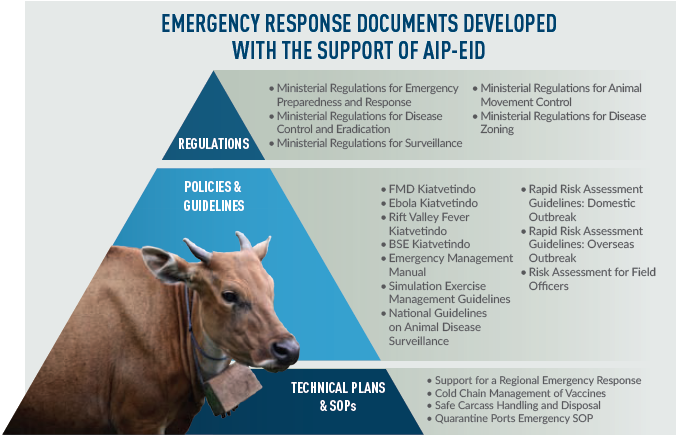 EMERGENCY RESPONSE DOCUMENTS DEVELOPED
WITH THE SUPPORT OF AIP-EID
REGULATIONS
• Ministerial Regulations for Emergency
Preparedness and Response
• Ministerial Regulations for Disease
Control and Eradication
• Ministerial Regulations for Surveillance
• Ministerial Regulations for Animal
Movement Control
• Ministerial Regulations for Disease
Zoning
POLICIES &
GUIDELINES
• FMD Kiatvetindo
• Ebola Kiatvetindo
• Rift Valley Fever
Kiatvetindo
• BSE Kiatvetindo
• Emergency Management
Manual
• Simulation Exercise
Management Guidelines
• National Guidelines
on Animal Disease
Surveillance
• Rapid Risk Assessment
Guidelines: Domestic
Outbreak
• Rapid Risk Assessment
Guidelines: Overseas
Outbreak
• Risk Assessment for Field
Officers
TECHNICAL PLANS
& SOPs
• Support for a Regional Emergency Response
• Cold Chain Management of Vaccines
• Safe Carcass Handling and Disposal
• Quarantine Ports Emergency SOP